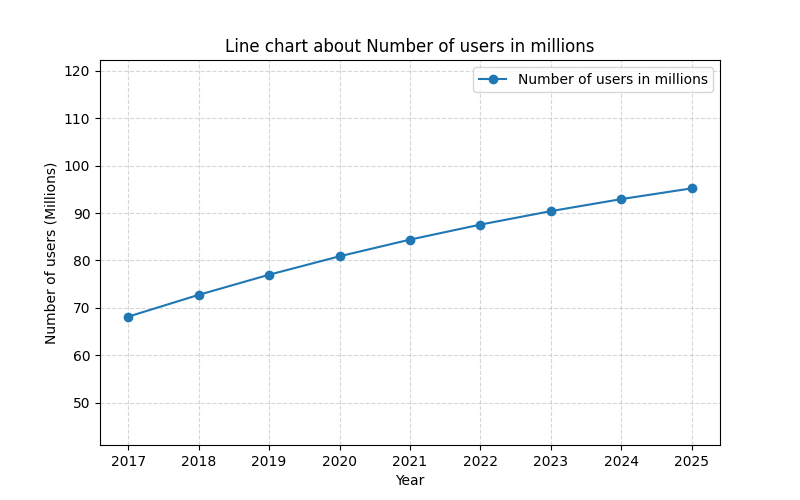 Line chart about Number of users in millions
Number of users in millions
Number of users (Millions)
120
110
100
90
80
70
60
50
2017 2018 2019 2020 2021 2022 2023 2024 2025
Year